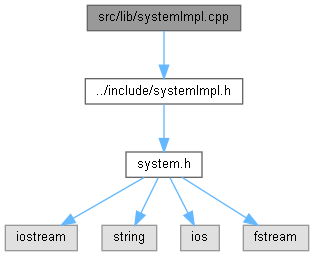 src/lib/systemImpl.cpp
../include/systemImpl.h
system.h
iostream
string
ios
fstream